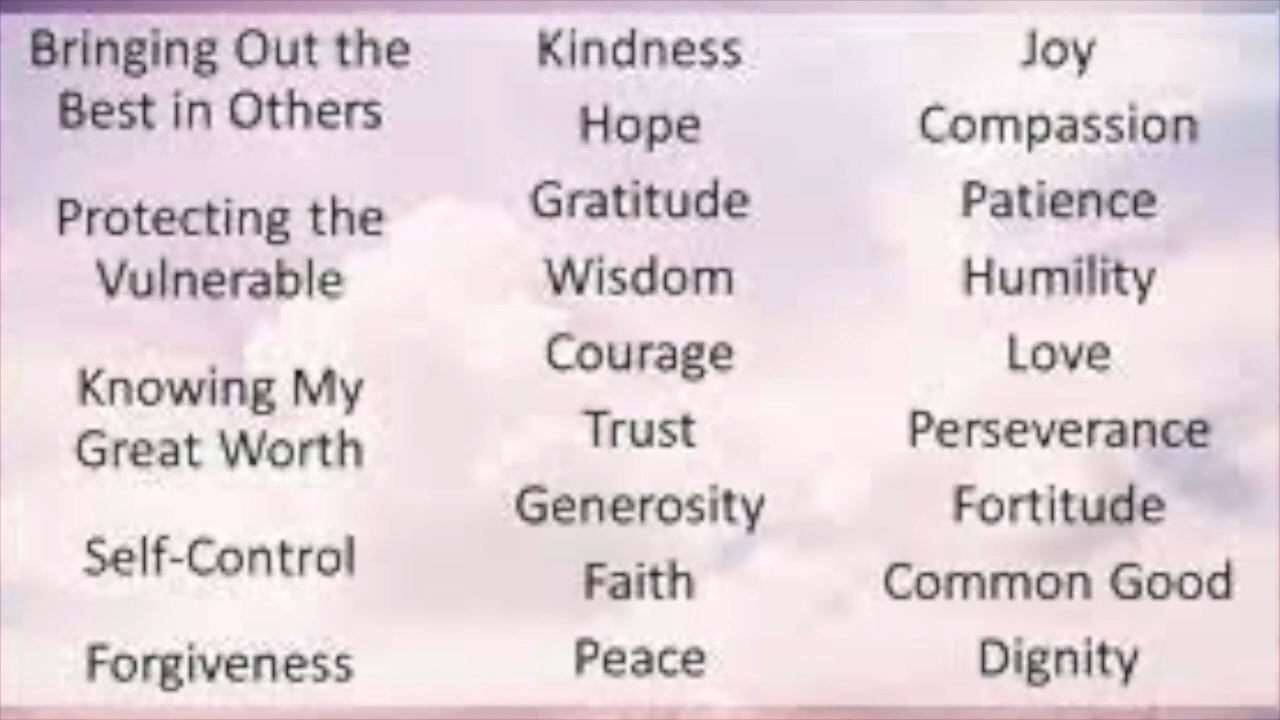 Bringing Out the
Best in Others
Protecting the
Vulnerable
Knowing My
Great Worth
Self-Control
Forgiveness
Kindness
Hope
Gratitude
Wisdom
Courage
Trust
Generosity
Faith
Peace
Joy
Compassion
Patience
Humility
Love
Perseverance
Fortitude
Common Good
Dignity